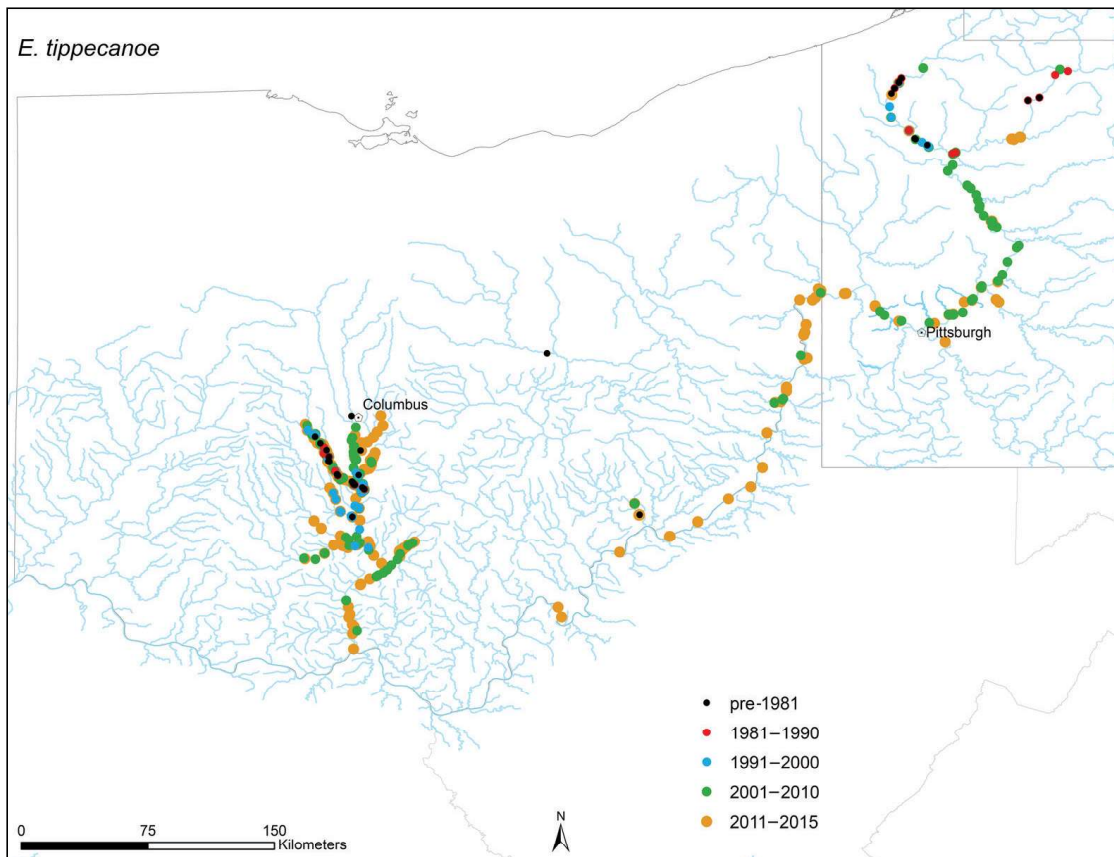 E. tippecanoe
Pittsburgh
Columbus
pre-1981
1981–1990
1991–2000
2001–2010
2011–2015
0 75 150
Kilometers
N